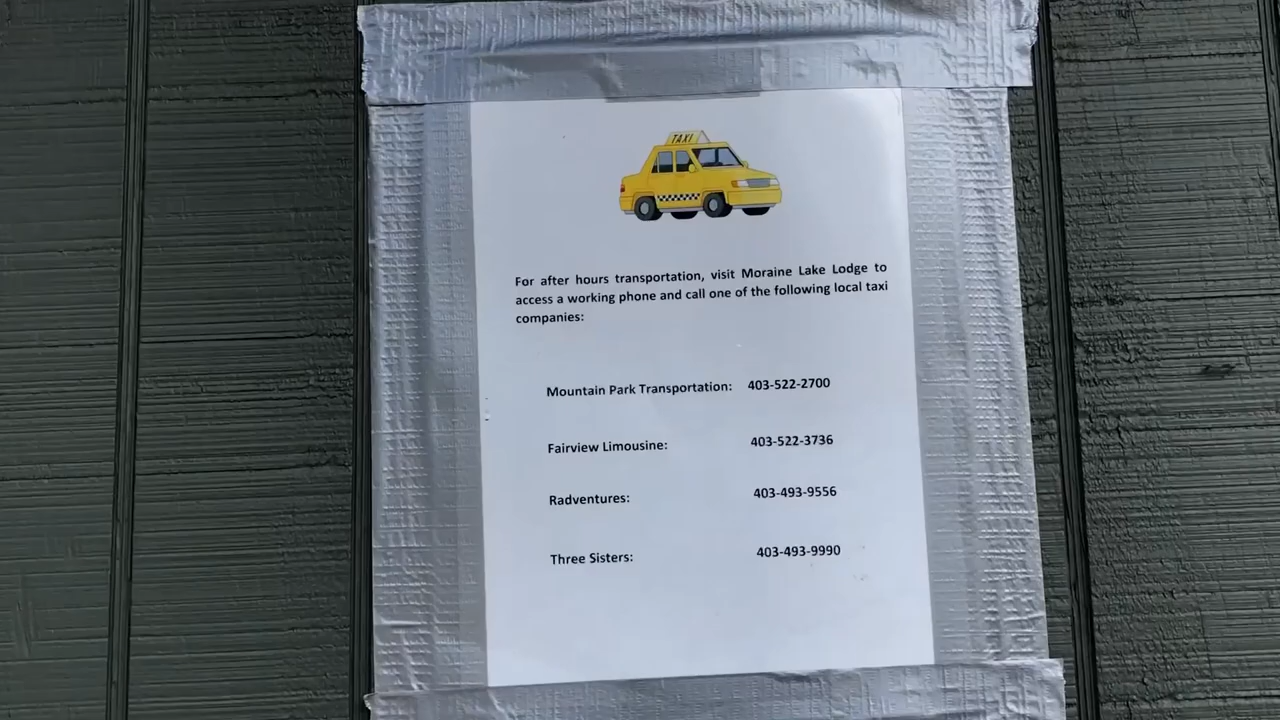 TAXI
For after hours transportation, visit Moraine Lake Lodge to
access a working phone and call one of the following local taxi
companies:
Mountain Park Transportation: 403-522-2700
Fairview Limousine: 403-522-3736
Radventures: 403-493-9556
Three Sisters: 403-493-9990